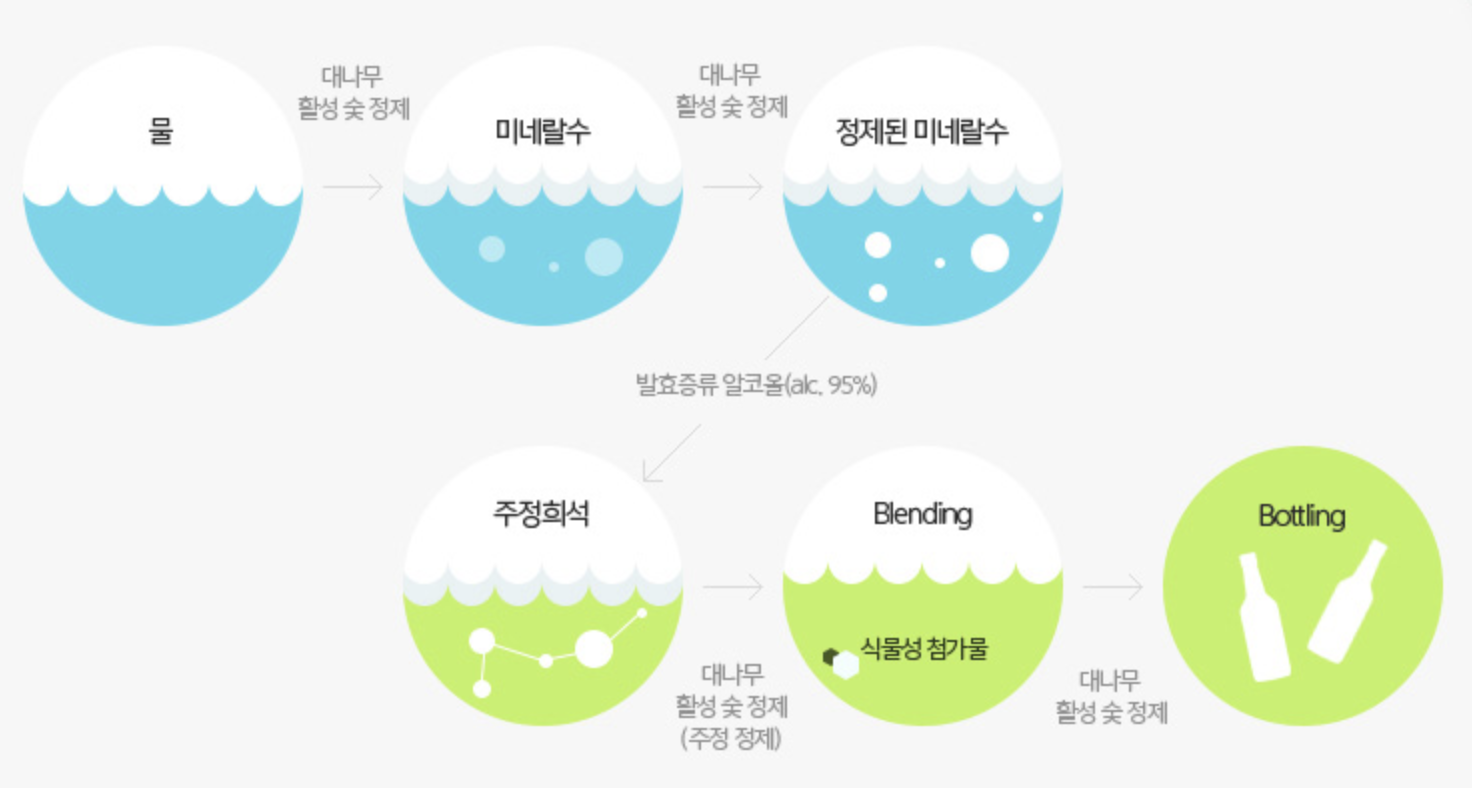 물
대나무
활성 숯 정제
미네랄수
대나무
활성 숯 정제
정제된 미네랄수
발효증류 알코올(alc. 95%)
주정희석
대나무
활성 숯 정제
(주정 정제)
Blending
식물성 첨가물
대나무
활성 숯 정제
Bottling